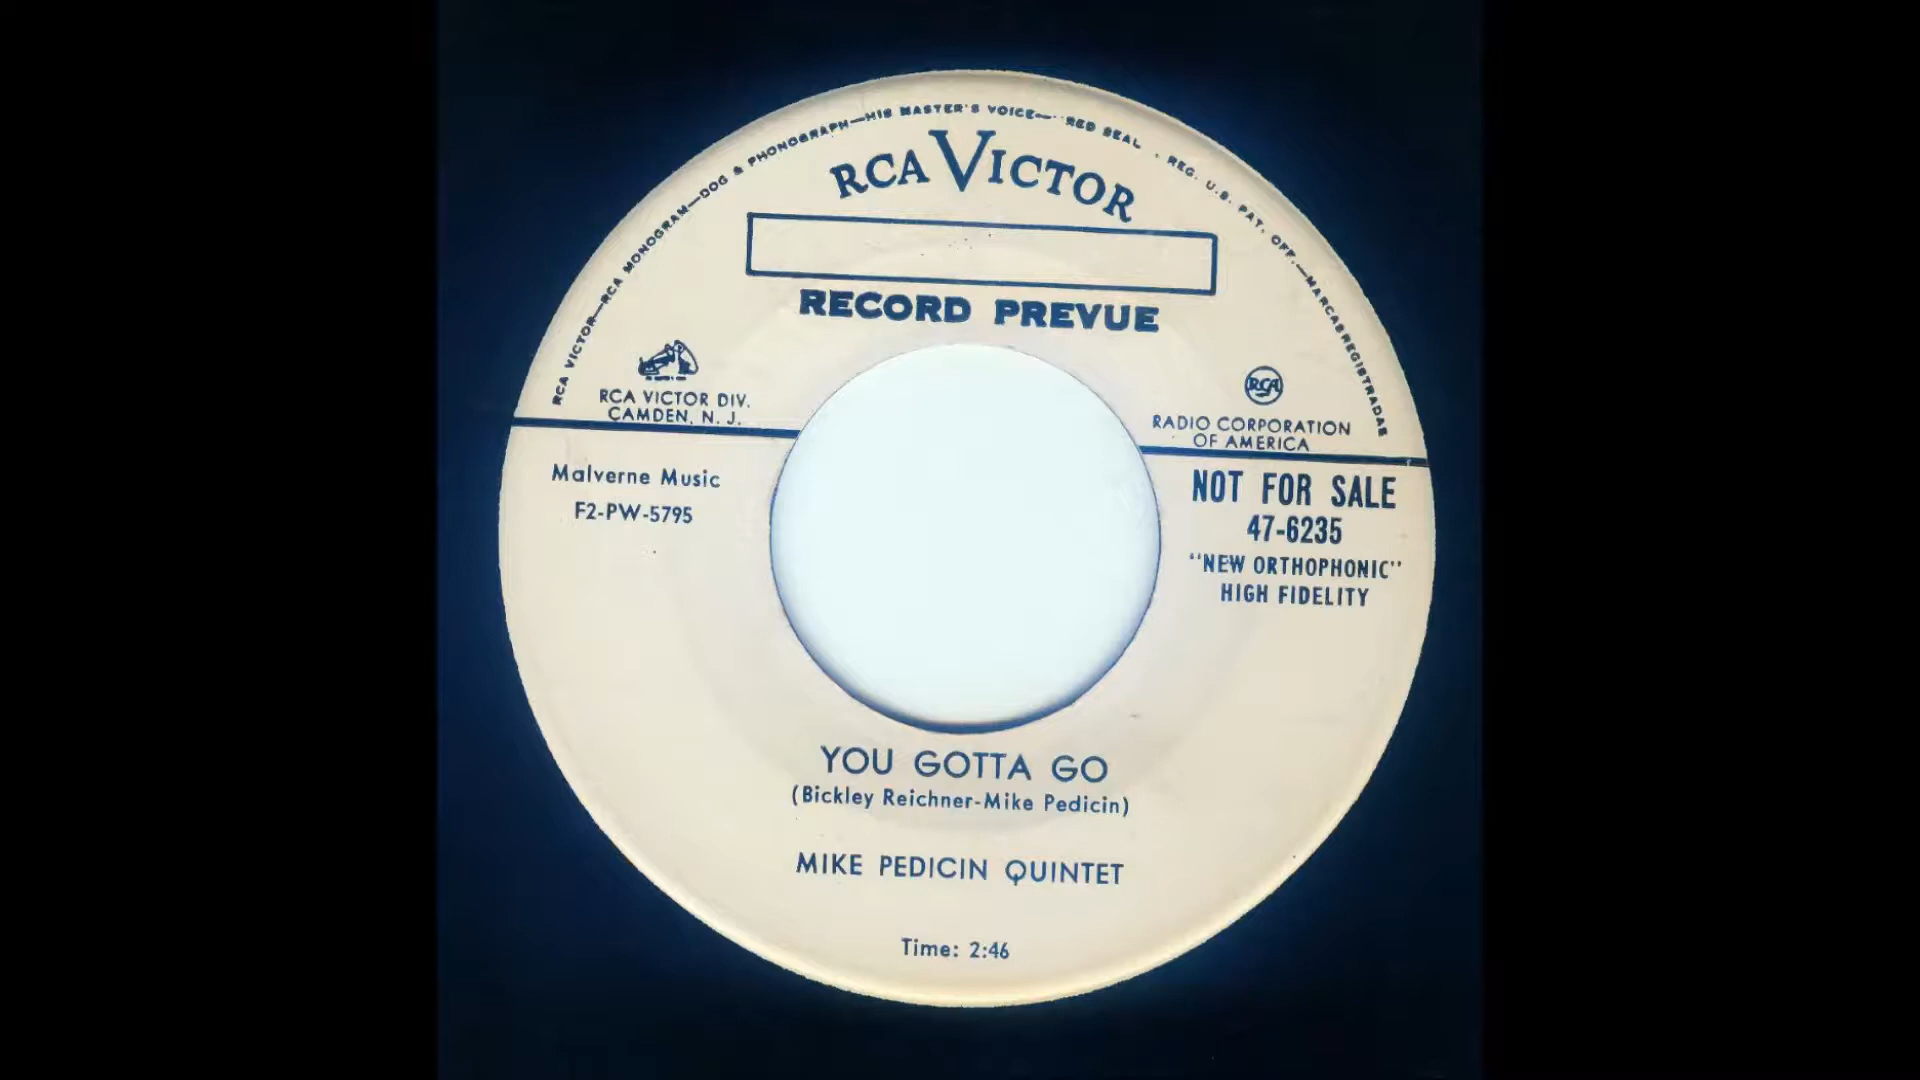 RCA VICTOR—RCA MONOGRAM—DOG & PHONOGRAPH—HIS MASTER'S VOICE—"RED SEAL" REG. U.S. PAT. OFF.—MARCAS REGISTRADAS
RCA VICTOR
RECORD PREVUE
RCA VICTOR DIV.
CAMDEN, N. J.
RCA
RADIO CORPORATION
OF AMERICA
Malverne Music
F2-PW-5795
NOT FOR SALE
47-6235
"NEW ORTHOPHONIC"
HIGH FIDELITY
YOU GOTTA GO
(Bickley Reichner-Mike Pedicin)
MIKE PEDICIN QUINTET
Time: 2:46